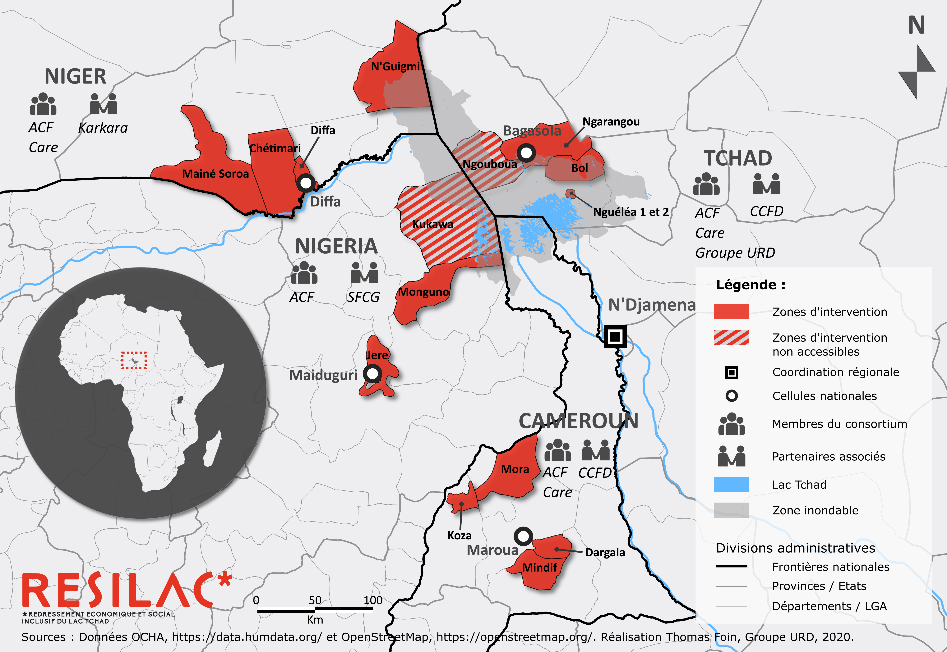 N
NIGER
ACF
Care
Karkara
N'Guigmi
Diffa
Chétimari
Mainé Soroa
Diffa
Bagasola
Ngarangou
Ngouboua
Bol
Nguéléa 1 et 2
TCHAD
ACF
Care
Groupe URD
CCFD
NIGERIA
ACF
SFCG
Kukawa
Monguno
Jere
Maiduguri
N'Djamena
CAMEROUN
ACF
Care
CCFD
Mora
Koza
Maroua
Dargala
Mindif
Légende :
Zones d'intervention
Zones d'intervention
non accessibles
Coordination régionale
Cellules nationales
Membres du consortium
Partenaires associés
Lac Tchad
Zone inondable
Divisions administratives
Frontières nationales
Provinces / Etats
Départements / LGA
RESILAC*
* REDRESSEMENT ECONOMIQUE ET SOCIAL
INCLUSIF DU LAC TCHAD
0 50 100
Km
Sources : Données OCHA, https://data.humdata.org/ et OpenStreetMap, https://openstreetmap.org/. Réalisation Thomas Foin, Groupe URD, 2020.